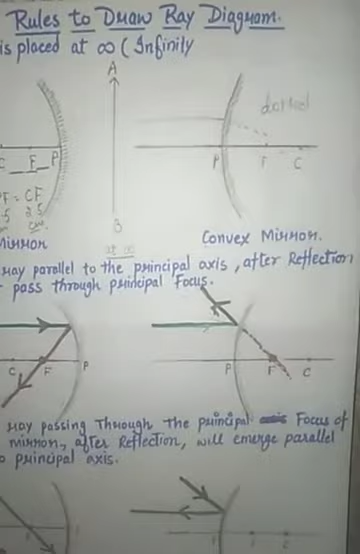 Rules to Draw Ray Diagram.
is placed at ∞ (Infinity
A
dotted
C F P
P F C
PF = CF
B
at ∞
Mirror
Convex Mirror.
ray parallel to the principal axis, after Reflection
pass through principal Focus.
C F P
P F C
ray passing Through the principal Focus of
mirror, after Reflection, will emerge parallel
o principal axis.